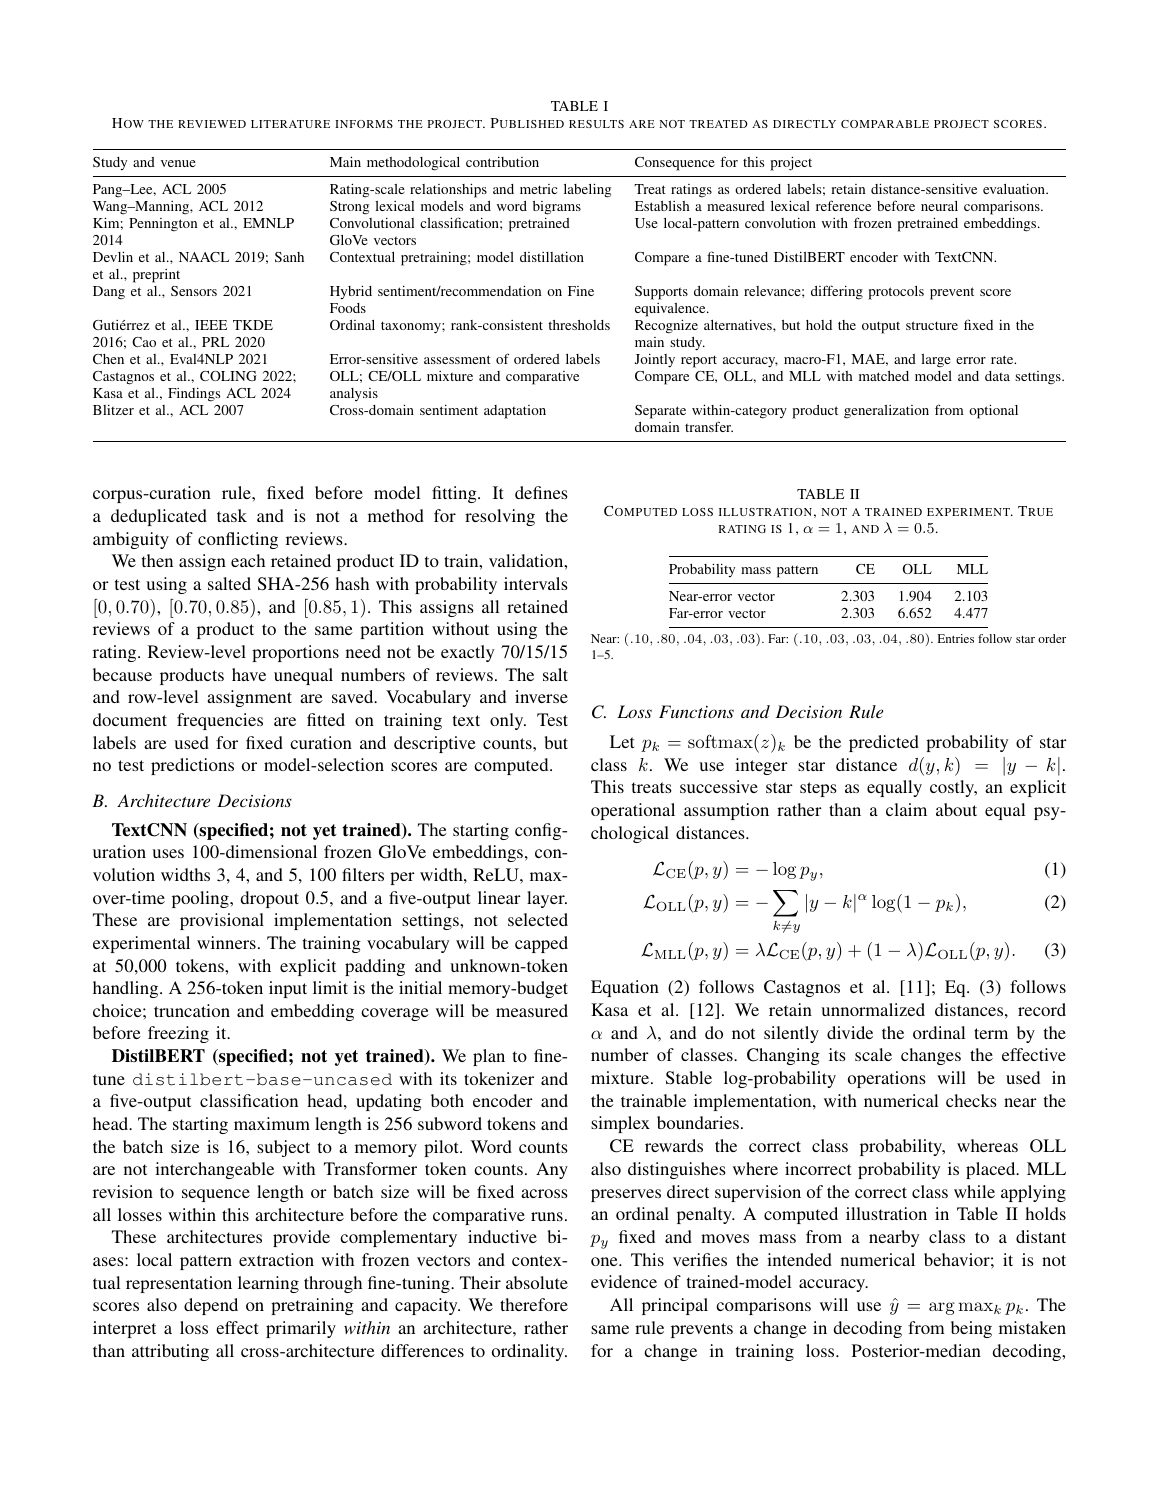 TABLE I
HOW THE REVIEWED LITERATURE INFORMS THE PROJECT. PUBLISHED RESULTS ARE NOT TREATED AS DIRECTLY COMPARABLE PROJECT SCORES.
Study and venue Main methodological contribution Consequence for this project
Pang–Lee, ACL 2005 Rating-scale relationships and metric labeling Treat ratings as ordered labels; retain distance-sensitive evaluation.
Wang–Manning, ACL 2012 Strong lexical models and word bigrams Establish a measured lexical reference before neural comparisons.
Kim; Pennington et al., EMNLP Convolutional classification; pretrained Use local-pattern convolution with frozen pretrained embeddings.
2014 GloVe vectors
Devlin et al., NAACL 2019; Sanh Contextual pretraining; model distillation Compare a fine-tuned DistilBERT encoder with TextCNN.
et al., preprint
Dang et al., Sensors 2021 Hybrid sentiment/recommendation on Fine Supports domain relevance; differing protocols prevent score
Foods equivalence.
Gutiérrez et al., IEEE TKDE Ordinal taxonomy; rank-consistent thresholds Recognize alternatives, but hold the output structure fixed in the
2016; Cao et al., PRL 2020 main study.
Chen et al., Eval4NLP 2021 Error-sensitive assessment of ordered labels Jointly report accuracy, macro-F1, MAE, and large error rate.
Castagnos et al., COLING 2022; OLL; CE/OLL mixture and comparative Compare CE, OLL, and MLL with matched model and data settings.
Kasa et al., Findings ACL 2024 analysis
Blitzer et al., ACL 2007 Cross-domain sentiment adaptation Separate within-category product generalization from optional
domain transfer.
corpus-curation rule, fixed before model fitting. It defines
a deduplicated task and is not a method for resolving the
ambiguity of conflicting reviews.
We then assign each retained product ID to train, validation,
or test using a salted SHA-256 hash with probability intervals
[0, 0.70), [0.70, 0.85), and [0.85, 1). This assigns all retained
reviews of a product to the same partition without using the
rating. Review-level proportions need not be exactly 70/15/15
because products have unequal numbers of reviews. The salt
and row-level assignment are saved. Vocabulary and inverse
document frequencies are fitted on training text only. Test
labels are used for fixed curation and descriptive counts, but
no test predictions or model-selection scores are computed.
B. Architecture Decisions
TextCNN (specified; not yet trained). The starting config-
uration uses 100-dimensional frozen GloVe embeddings, con-
volution widths 3, 4, and 5, 100 filters per width, ReLU, max-
over-time pooling, dropout 0.5, and a five-output linear layer.
These are provisional implementation settings, not selected
experimental winners. The training vocabulary will be capped
at 50,000 tokens, with explicit padding and unknown-token
handling. A 256-token input limit is the initial memory-budget
choice; truncation and embedding coverage will be measured
before freezing it.
DistilBERT (specified; not yet trained). We plan to fine-
tune distilbert-base-uncased with its tokenizer and
a five-output classification head, updating both encoder and
head. The starting maximum length is 256 subword tokens and
the batch size is 16, subject to a memory pilot. Word counts
are not interchangeable with Transformer token counts. Any
revision to sequence length or batch size will be fixed across
all losses within this architecture before the comparative runs.
These architectures provide complementary inductive bi-
ases: local pattern extraction with frozen vectors and contex-
tual representation learning through fine-tuning. Their absolute
scores also depend on pretraining and capacity. We therefore
interpret a loss effect primarily within an architecture, rather
than attributing all cross-architecture differences to ordinality.
TABLE II
COMPUTED LOSS ILLUSTRATION, NOT A TRAINED EXPERIMENT. TRUE
RATING IS 1, α = 1, AND λ = 0.5.
Probability mass pattern CE OLL MLL
Near-error vector 2.303 1.904 2.103
Far-error vector 2.303 6.652 4.477
Near: (.10, .80, .04, .03, .03). Far: (.10, .03, .03, .04, .80). Entries follow star order
1–5.
C. Loss Functions and Decision Rule
Let p_k = softmax(z)_k be the predicted probability of star
class k. We use integer star distance d(y, k) = |y − k|.
This treats successive star steps as equally costly, an explicit
operational assumption rather than a claim about equal psy-
chological distances.
ℒ_CE(p, y) = − log p_y, (1)
ℒ_OLL(p, y) = − ∑_{k≠y} |y − k|^α log(1 − p_k), (2)
ℒ_MLL(p, y) = λℒ_CE(p, y) + (1 − λ)ℒ_OLL(p, y). (3)
Equation (2) follows Castagnos et al. [11]; Eq. (3) follows
Kasa et al. [12]. We retain unnormalized distances, record
α and λ, and do not silently divide the ordinal term by the
number of classes. Changing its scale changes the effective
mixture. Stable log-probability operations will be used in
the trainable implementation, with numerical checks near the
simplex boundaries.
CE rewards the correct class probability, whereas OLL
also distinguishes where incorrect probability is placed. MLL
preserves direct supervision of the correct class while applying
an ordinal penalty. A computed illustration in Table II holds
p_y fixed and moves mass from a nearby class to a distant
one. This verifies the intended numerical behavior; it is not
evidence of trained-model accuracy.
All principal comparisons will use ŷ = arg max_k p_k. The
same rule prevents a change in decoding from being mistaken
for a change in training loss. Posterior-median decoding,